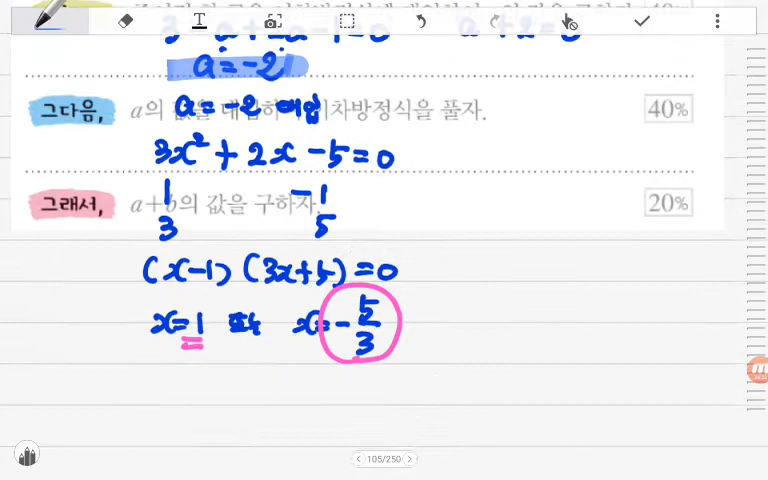 a = -2
그다음, a의 값을 대입하 이차방정식을 풀자. 40%
a = -2 대입
3x² + 2x - 5 = 0
그래서, a+b의 값을 구하자. 20%
1 -1
3 5
(x-1) (3x+5) = 0
x = 1 또는 x = - 5/3
105/250